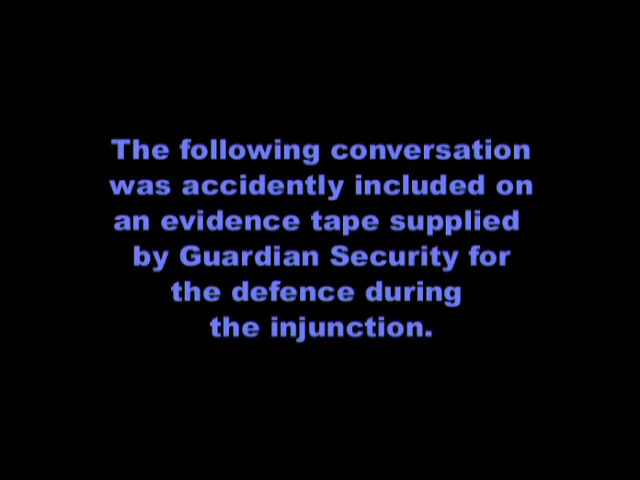 The following conversation
was accidently included on
an evidence tape supplied
by Guardian Security for
the defence during
the injunction.